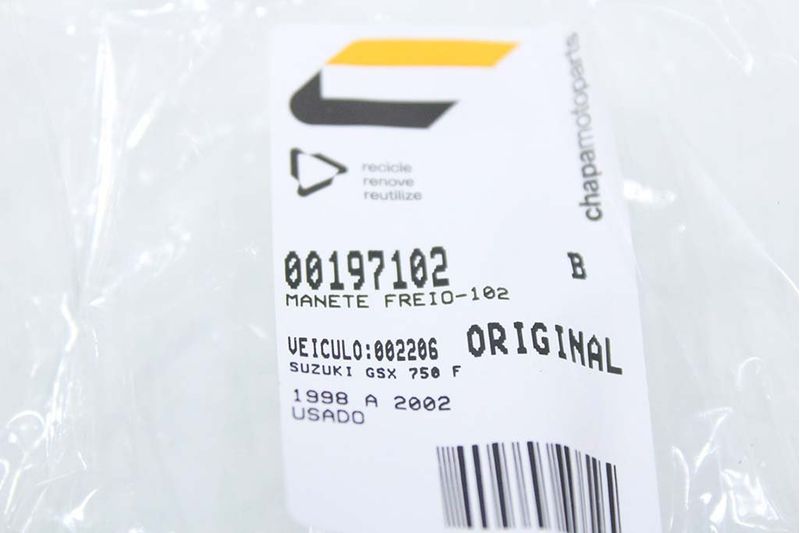 chapamotoparts
recicle
renove
reutilize
00197102
B
MANETE FREIO-102
VEICULO:002206
ORIGINAL
SUZUKI GSX 750 F
1998 A 2002
USADO